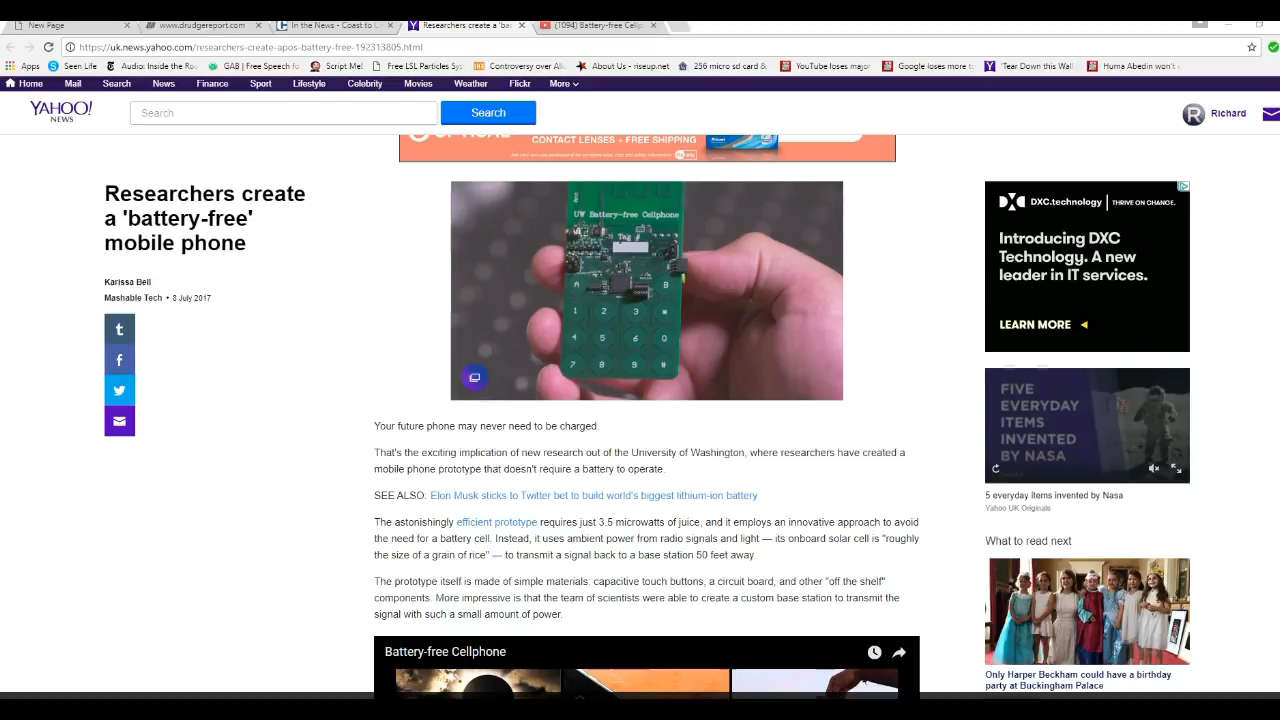 New Page
www.drudgereport.com
In the News - Coast to C
Researchers create a 'ba
(1094) Battery-free Cellp
https://uk.news.yahoo.com/researchers-create-apos-battery-free-192313805.html
Apps
Seen Life
Audio: Inside the Ro
GAB | Free Speech fo
Script Me!
Free LSL Particles Sys
Controversy over Al
About Us - riseup.net
256 micro sd card &
YouTube loses major
Google loses more to
'Tear Down this Wall
Huma Abedin won't c
Home Mail Search News Finance Sport Lifestyle Celebrity Movies Weather Flickr More
YAHOO!
NEWS
Search
Search
R
Richard
CONTACT LENSES + FREE SHIPPING
Researchers create
a 'battery-free'
mobile phone
Karissa Bell
Mashable Tech • 8 July 2017
UW Battery-free Cellphone
Tag #
A B
1 2 3 *
4 5 6 0
7 8 9 #
Your future phone may never need to be charged.
That's the exciting implication of new research out of the University of Washington, where researchers have created a
mobile phone prototype that doesn't require a battery to operate.
SEE ALSO: Elon Musk sticks to Twitter bet to build world's biggest lithium-ion battery
The astonishingly efficient prototype requires just 3.5 microwatts of juice, and it employs an innovative approach to avoid
the need for a battery cell. Instead, it uses ambient power from radio signals and light — its onboard solar cell is "roughly
the size of a grain of rice" — to transmit a signal back to a base station 50 feet away.
The prototype itself is made of simple materials: capacitive touch buttons, a circuit board, and other "off the shelf"
components. More impressive is that the team of scientists were able to create a custom base station to transmit the
signal with such a small amount of power.
Battery-free Cellphone
DXC.technology | THRIVE ON CHANGE.
Introducing DXC
Technology. A new
leader in IT services.
LEARN MORE
FIVE
EVERYDAY
ITEMS
INVENTED
BY NASA
5 everyday items invented by Nasa
Yahoo UK Originals
What to read next
Only Harper Beckham could have a birthday
party at Buckingham Palace